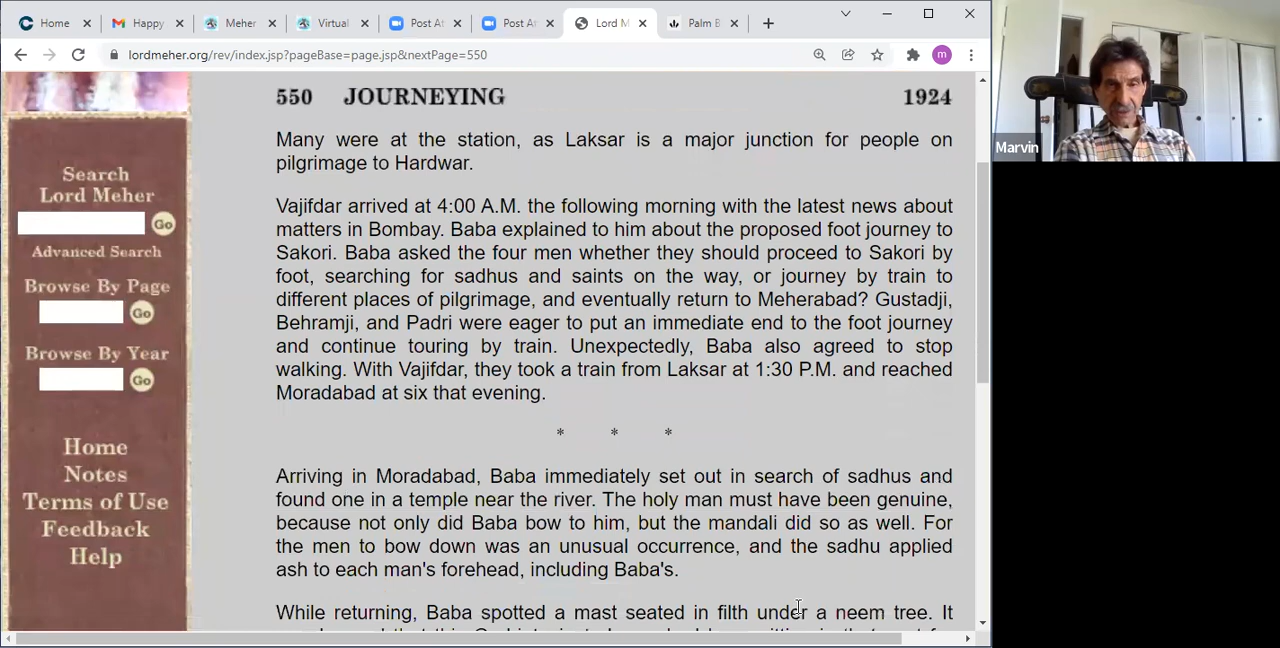 Home
Happy
Meher
Virtual
Post At
Post Ar
Lord M
Palm B
lordmeher.org/rev/index.jsp?pageBase=page.jsp&nextPage=550
m
Marvin
Search
Lord Meher
Go
Advanced Search
Browse By Page
Go
Browse By Year
Go
Home
Notes
Terms of Use
Feedback
Help
550 JOURNEYING 1924
Many were at the station, as Laksar is a major junction for people on
pilgrimage to Hardwar.
Vajifdar arrived at 4:00 A.M. the following morning with the latest news about
matters in Bombay. Baba explained to him about the proposed foot journey to
Sakori. Baba asked the four men whether they should proceed to Sakori by
foot, searching for sadhus and saints on the way, or journey by train to
different places of pilgrimage, and eventually return to Meherabad? Gustadji,
Behramji, and Padri were eager to put an immediate end to the foot journey
and continue touring by train. Unexpectedly, Baba also agreed to stop
walking. With Vajifdar, they took a train from Laksar at 1:30 P.M. and reached
Moradabad at six that evening.
* * *
Arriving in Moradabad, Baba immediately set out in search of sadhus and
found one in a temple near the river. The holy man must have been genuine,
because not only did Baba bow to him, but the mandali did so as well. For
the men to bow down was an unusual occurrence, and the sadhu applied
ash to each man's forehead, including Baba's.
While returning, Baba spotted a mast seated in filth under a neem tree. It